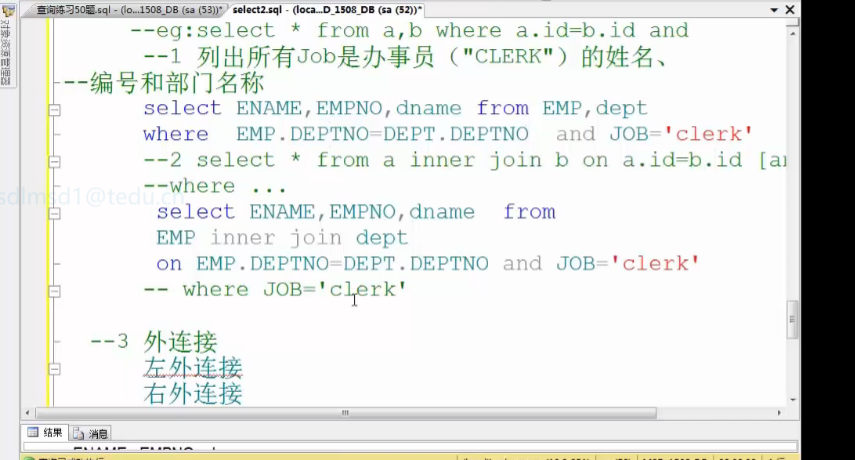 查询练习50题.sql - (lo...1508_DB (sa (53))* select2.sql - (loca...D_1508_DB (sa (52))*
--eg:select * from a,b where a.id=b.id and
--1 列出所有Job是办事员（"CLERK"）的姓名、
--编号和部门名称
select ENAME,EMPNO,dname from EMP,dept
where EMP.DEPTNO=DEPT.DEPTNO and JOB='clerk'
--2 select * from a inner join b on a.id=b.id [an
--where ...
sdlmsd1@tedu.cn
select ENAME,EMPNO,dname from
EMP inner join dept
on EMP.DEPTNO=DEPT.DEPTNO and JOB='clerk'
-- where JOB='clerk'
--3 外连接
左外连接
右外连接
结果 消息